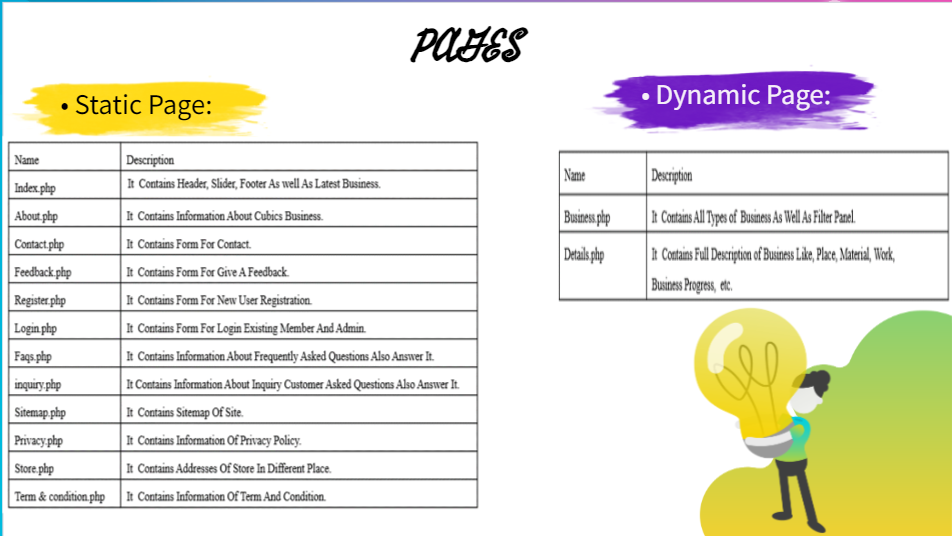 PAGES
• Static Page:
Name Description
Index.php It Contains Header, Slider, Footer As well As Latest Business.
About.php It Contains Information About Cubics Business.
Contact.php It Contains Form For Contact.
Feedback.php It Contains Form For Give A Feedback.
Register.php It Contains Form For New User Registration.
Login.php It Contains Form For Login Existing Member And Admin.
Faqs.php It Contains Information About Frequently Asked Questions Also Answer It.
inquiry.php It Contains Information About Inquiry Customer Asked Questions Also Answer It.
Sitemap.php It Contains Sitemap Of Site.
Privacy.php It Contains Information Of Privacy Policy.
Store.php It Contains Addresses Of Store In Different Place.
Term & condition.php It Contains Information Of Term And Condition.
• Dynamic Page:
Name Description
Business.php It Contains All Types of Business As Well As Filter Panel.
Details.php It Contains Full Description of Business Like, Place, Material, Work,
Business Progress, etc.